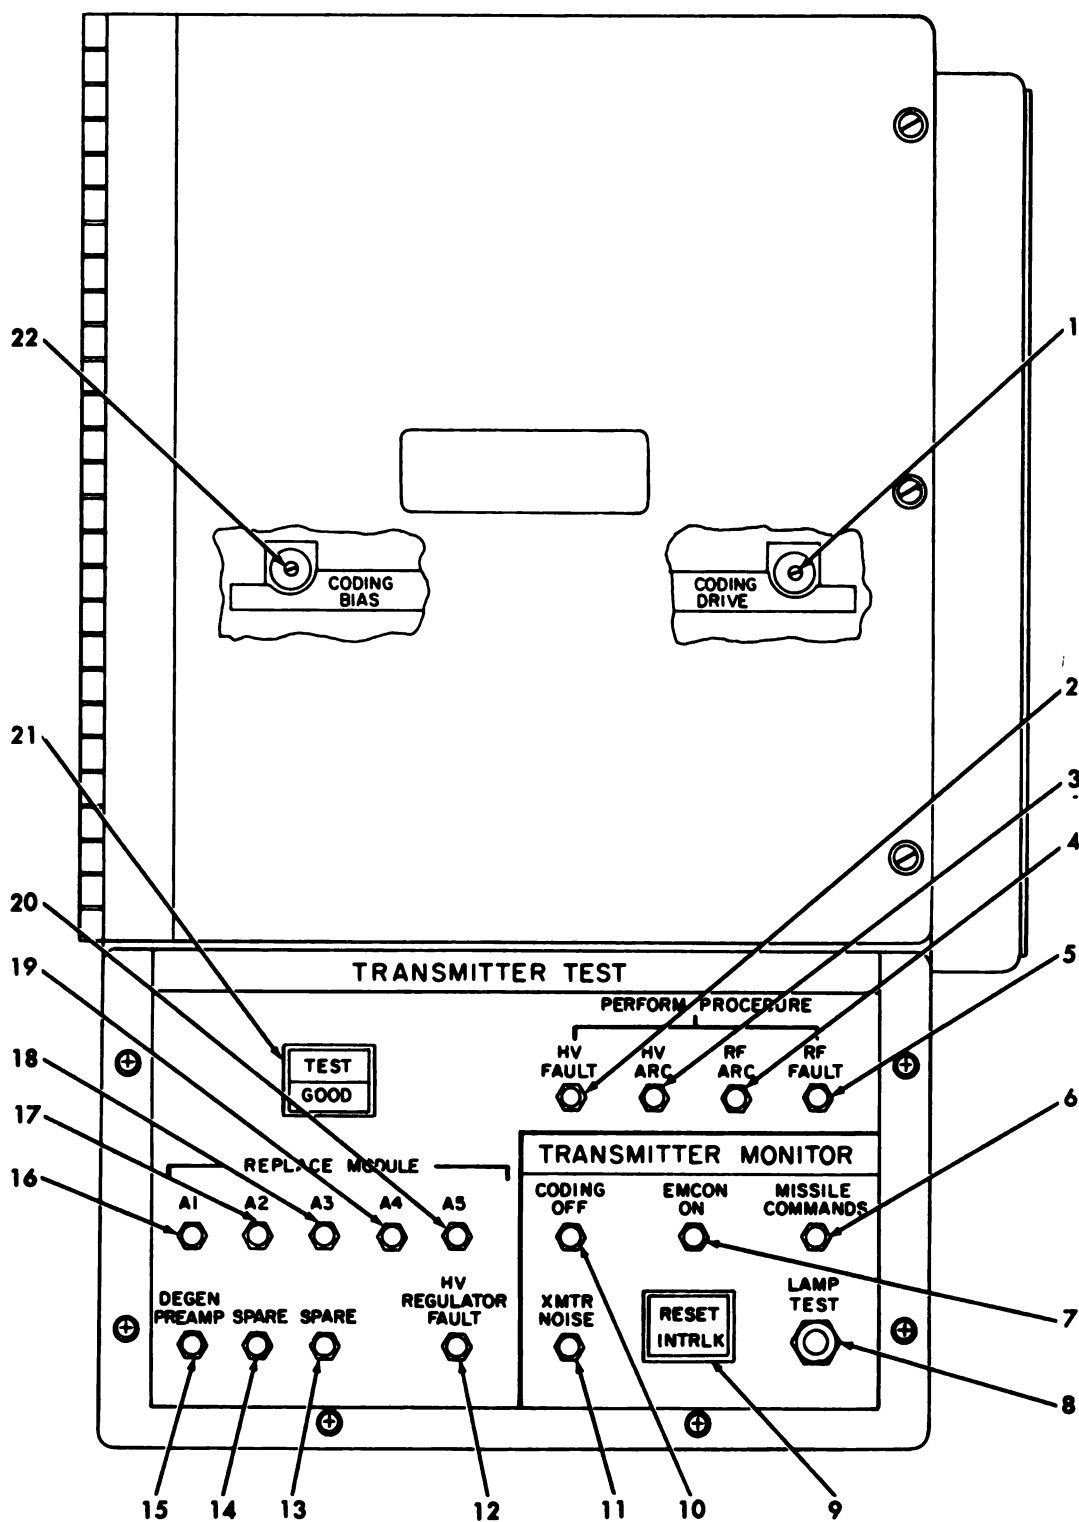 22
1
CODING
BIAS
CODING
DRIVE
2
21
3
4
20
19
5
TRANSMITTER TEST
PERFORM PROCEDURE
18
TEST
GOOD
HV
FAULT
HV
ARC
RF
ARC
RF
FAULT
17
6
TRANSMITTER MONITOR
16
REPLACE MODULE
A1 A2 A3 A4 A5
CODING
OFF
EMCON
ON
MISSILE
COMMANDS
DEGEN
PREAMP
SPARE
SPARE
HV
REGULATOR
FAULT
XMTR
NOISE
RESET
INTRLK
LAMP
TEST
7
8
15 14 13 12 11 10 9